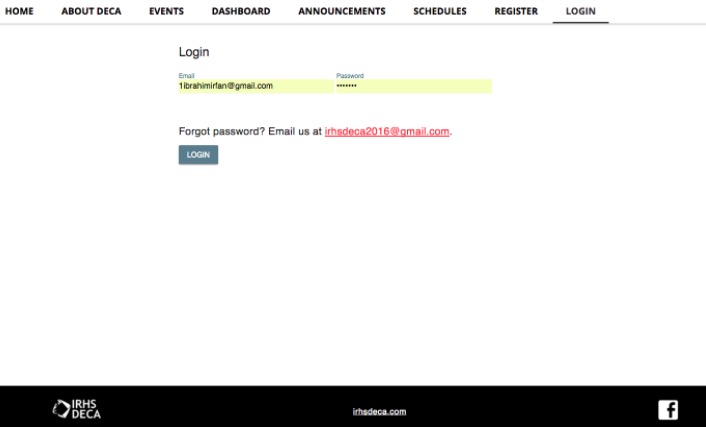 HOME ABOUT DECA EVENTS DASHBOARD ANNOUNCEMENTS SCHEDULES REGISTER LOGIN
Login
Email Password
1ibrahimirfan@gmail.com •••••••
Forgot password? Email us at irhsdeca2016@gmail.com.
LOGIN
IRHS
DECA
irhsdeca.com
f